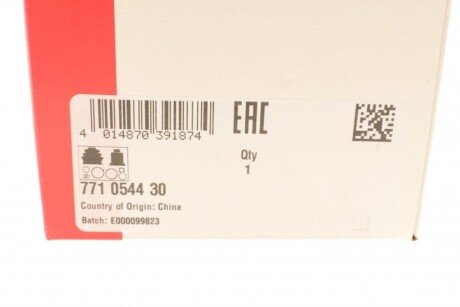 4 014870 391874
EAC
Qty
1
771 0544 30
Country of Origin: China
Batch: E000099823